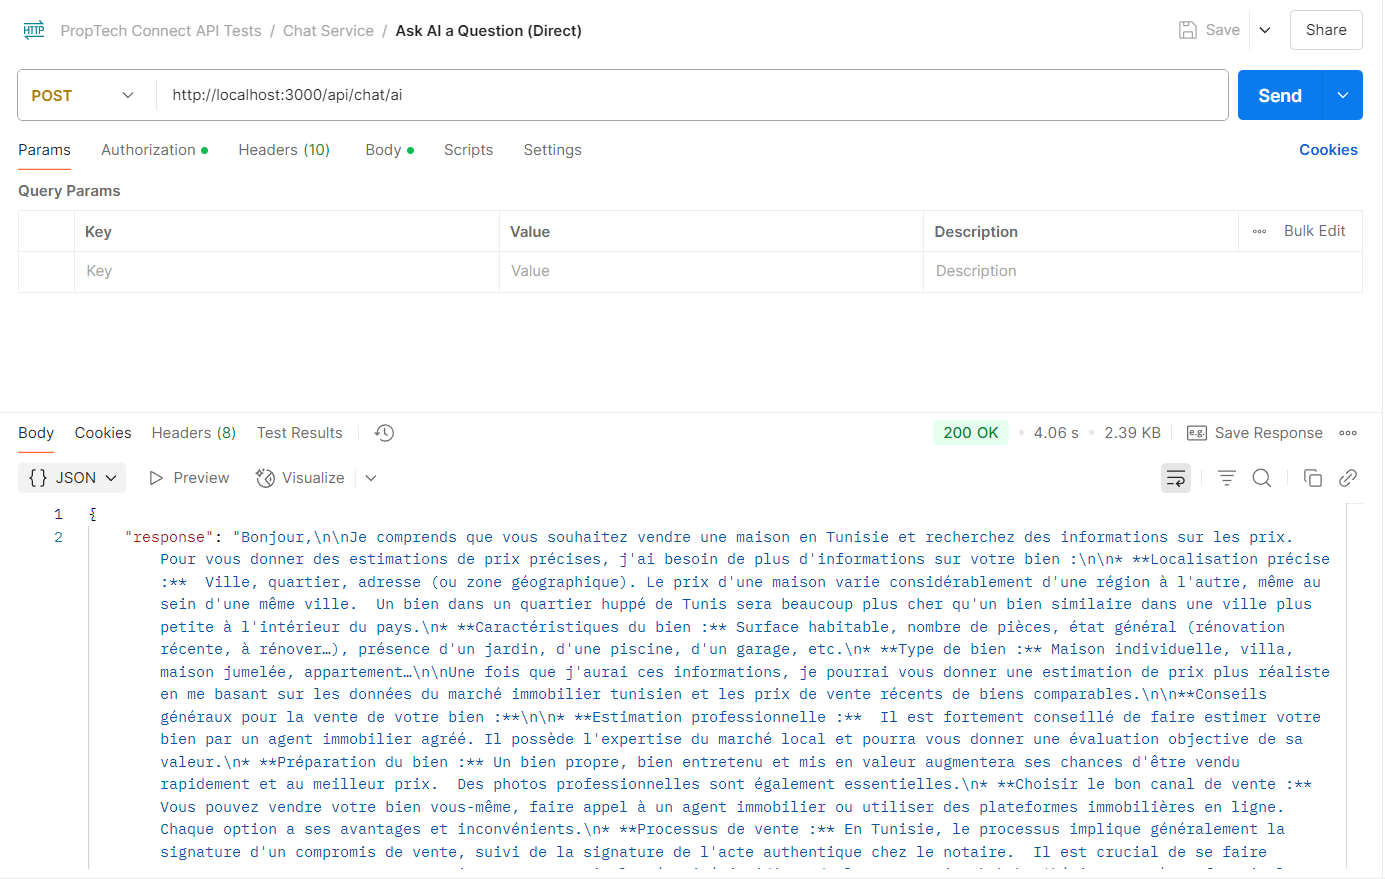 HTTP PropTech Connect API Tests / Chat Service / Ask AI a Question (Direct) Save Share
POST http://localhost:3000/api/chat/ai Send
Params Authorization Headers (10) Body Scripts Settings Cookies
Query Params
Key Value Description Bulk Edit
Key Value Description
Body Cookies Headers (8) Test Results 200 OK 4.06 s 2.39 KB e.g. Save Response
{} JSON Preview Visualize
1 {
2 "response": "Bonjour,\n\nJe comprends que vous souhaitez vendre une maison en Tunisie et recherchez des informations sur les prix.
Pour vous donner des estimations de prix précises, j'ai besoin de plus d'informations sur votre bien :\n\n* **Localisation précise
:**  Ville, quartier, adresse (ou zone géographique). Le prix d'une maison varie considérablement d'une région à l'autre, même au
sein d'une même ville.  Un bien dans un quartier huppé de Tunis sera beaucoup plus cher qu'un bien similaire dans une ville plus
petite à l'intérieur du pays.\n* **Caractéristiques du bien :** Surface habitable, nombre de pièces, état général (rénovation
récente, à rénover…), présence d'un jardin, d'une piscine, d'un garage, etc.\n* **Type de bien :** Maison individuelle, villa,
maison jumelée, appartement…\n\nUne fois que j'aurai ces informations, je pourrai vous donner une estimation de prix plus réaliste
en me basant sur les données du marché immobilier tunisien et les prix de vente récents de biens comparables.\n\n**Conseils
généraux pour la vente de votre bien :**\n\n* **Estimation professionnelle :**  Il est fortement conseillé de faire estimer votre
bien par un agent immobilier agréé. Il possède l'expertise du marché local et pourra vous donner une évaluation objective de sa
valeur.\n* **Préparation du bien :** Un bien propre, bien entretenu et mis en valeur augmentera ses chances d'être vendu
rapidement et au meilleur prix.  Des photos professionnelles sont également essentielles.\n* **Choisir le bon canal de vente :**
Vous pouvez vendre votre bien vous-même, faire appel à un agent immobilier ou utiliser des plateformes immobilières en ligne.
Chaque option a ses avantages et inconvénients.\n* **Processus de vente :** En Tunisie, le processus implique généralement la
signature d'un compromis de vente, suivi de la signature de l'acte authentique chez le notaire.  Il est crucial de se faire